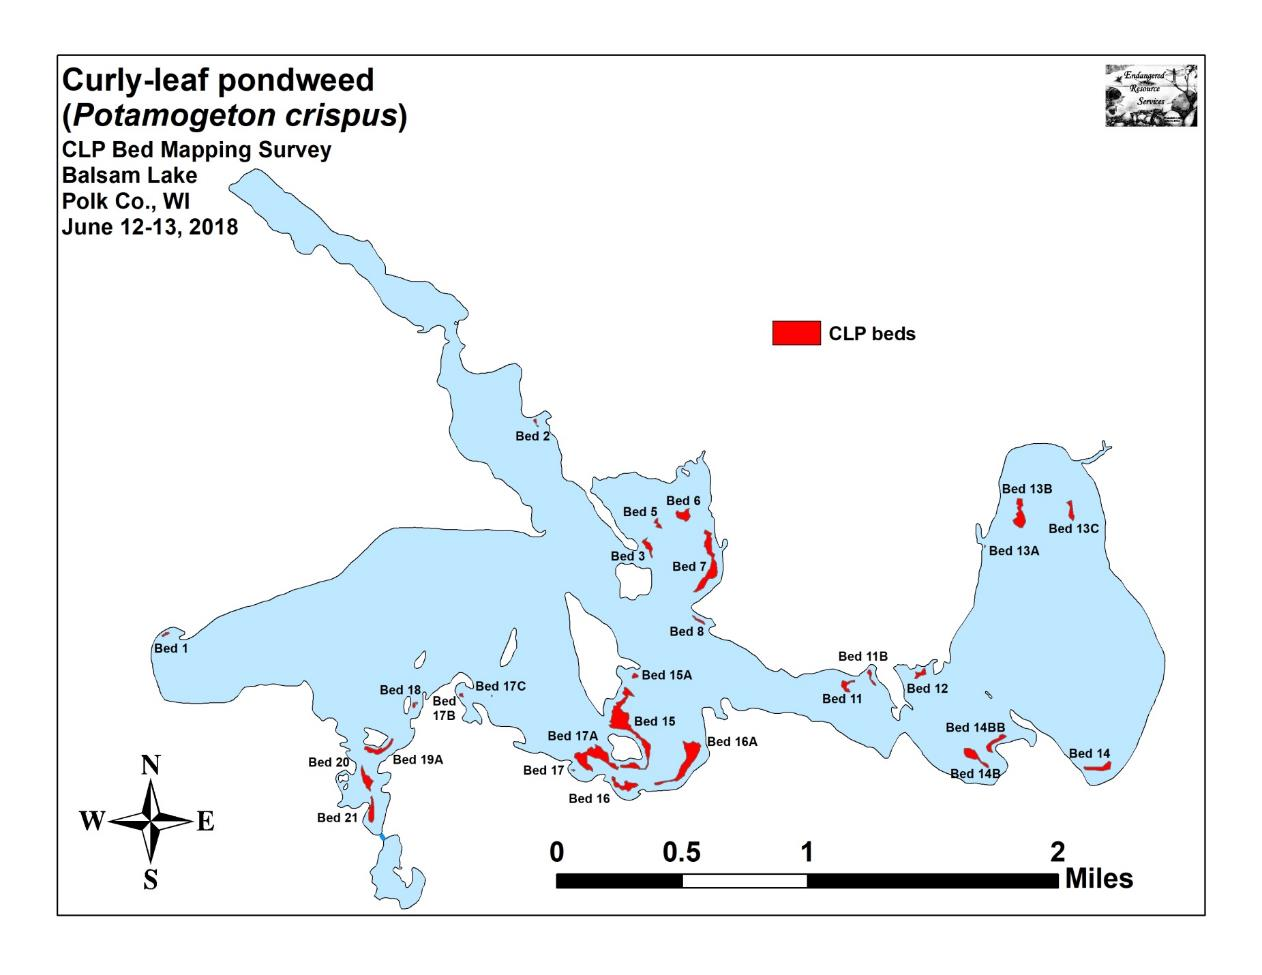 Curly-leaf pondweed
(Potamogeton crispus)
CLP Bed Mapping Survey
Balsam Lake
Polk Co., WI
June 12-13, 2018
Endangered
Resource
Services
CLP beds
Bed 2
Bed 6
Bed 5
Bed 3
Bed 7
Bed 13B
Bed 13C
Bed 13A
Bed 8
Bed 1
Bed 11B
Bed 15A
Bed 17C
Bed 18
Bed
17B
Bed 12
Bed 11
Bed 15
Bed 14BB
Bed 17A
Bed 16A
Bed 14
Bed 19A
Bed 20
Bed 17
Bed 14B
Bed 16
Bed 21
N
W
E
S
0 0.5 1 2
Miles